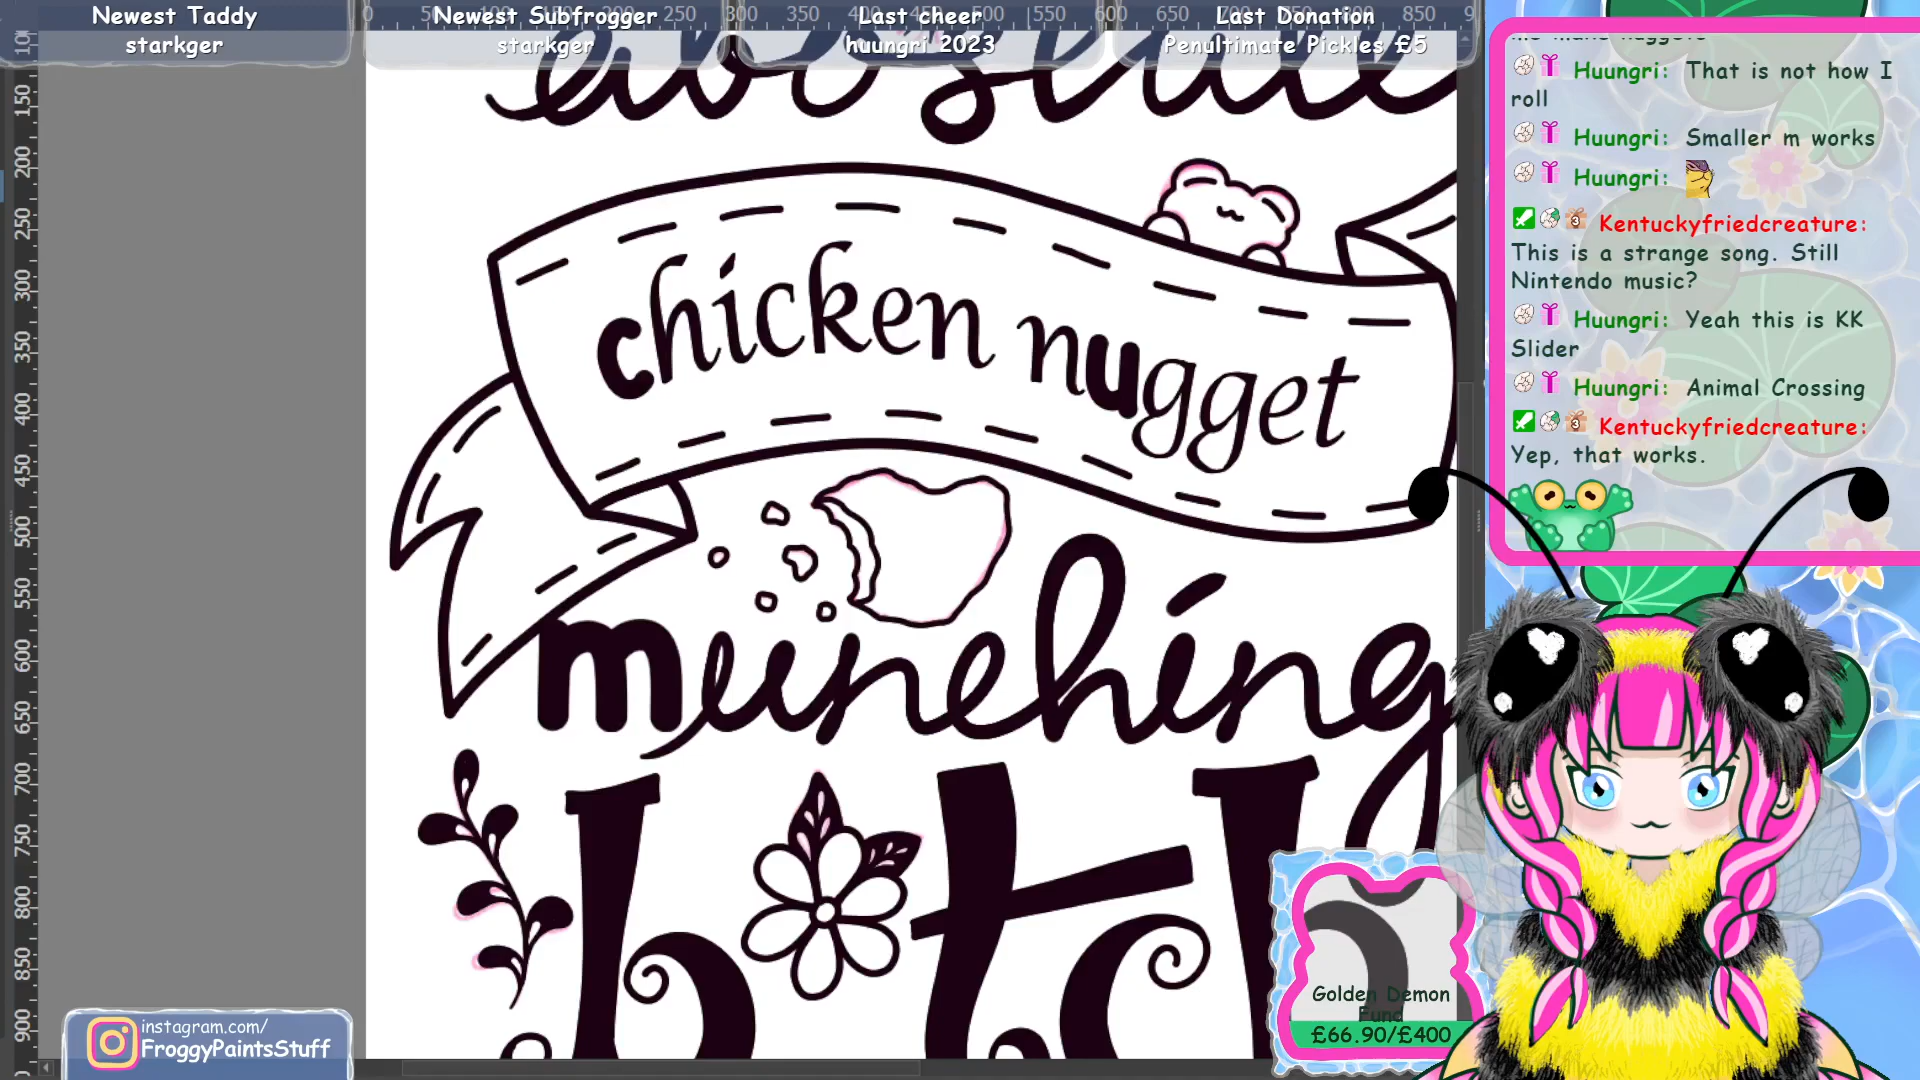 Newest Taddy
starkger
Newest Subfrogger
starkger
Last cheer
huungri 2023
Last Donation
Penultimate Pickles £5
absolute
chicken nugget
munching
b tc
Huungri: That is not how I
roll
Huungri: Smaller m works
Huungri:
Kentuckyfriedcreature:
This is a strange song. Still
Nintendo music?
Huungri: Yeah this is KK
Slider
Huungri: Animal Crossing
Kentuckyfriedcreature:
Yep, that works.
Golden Demon
Fund
£66.90/£400
instagram.com/
FroggyPaintsStuff